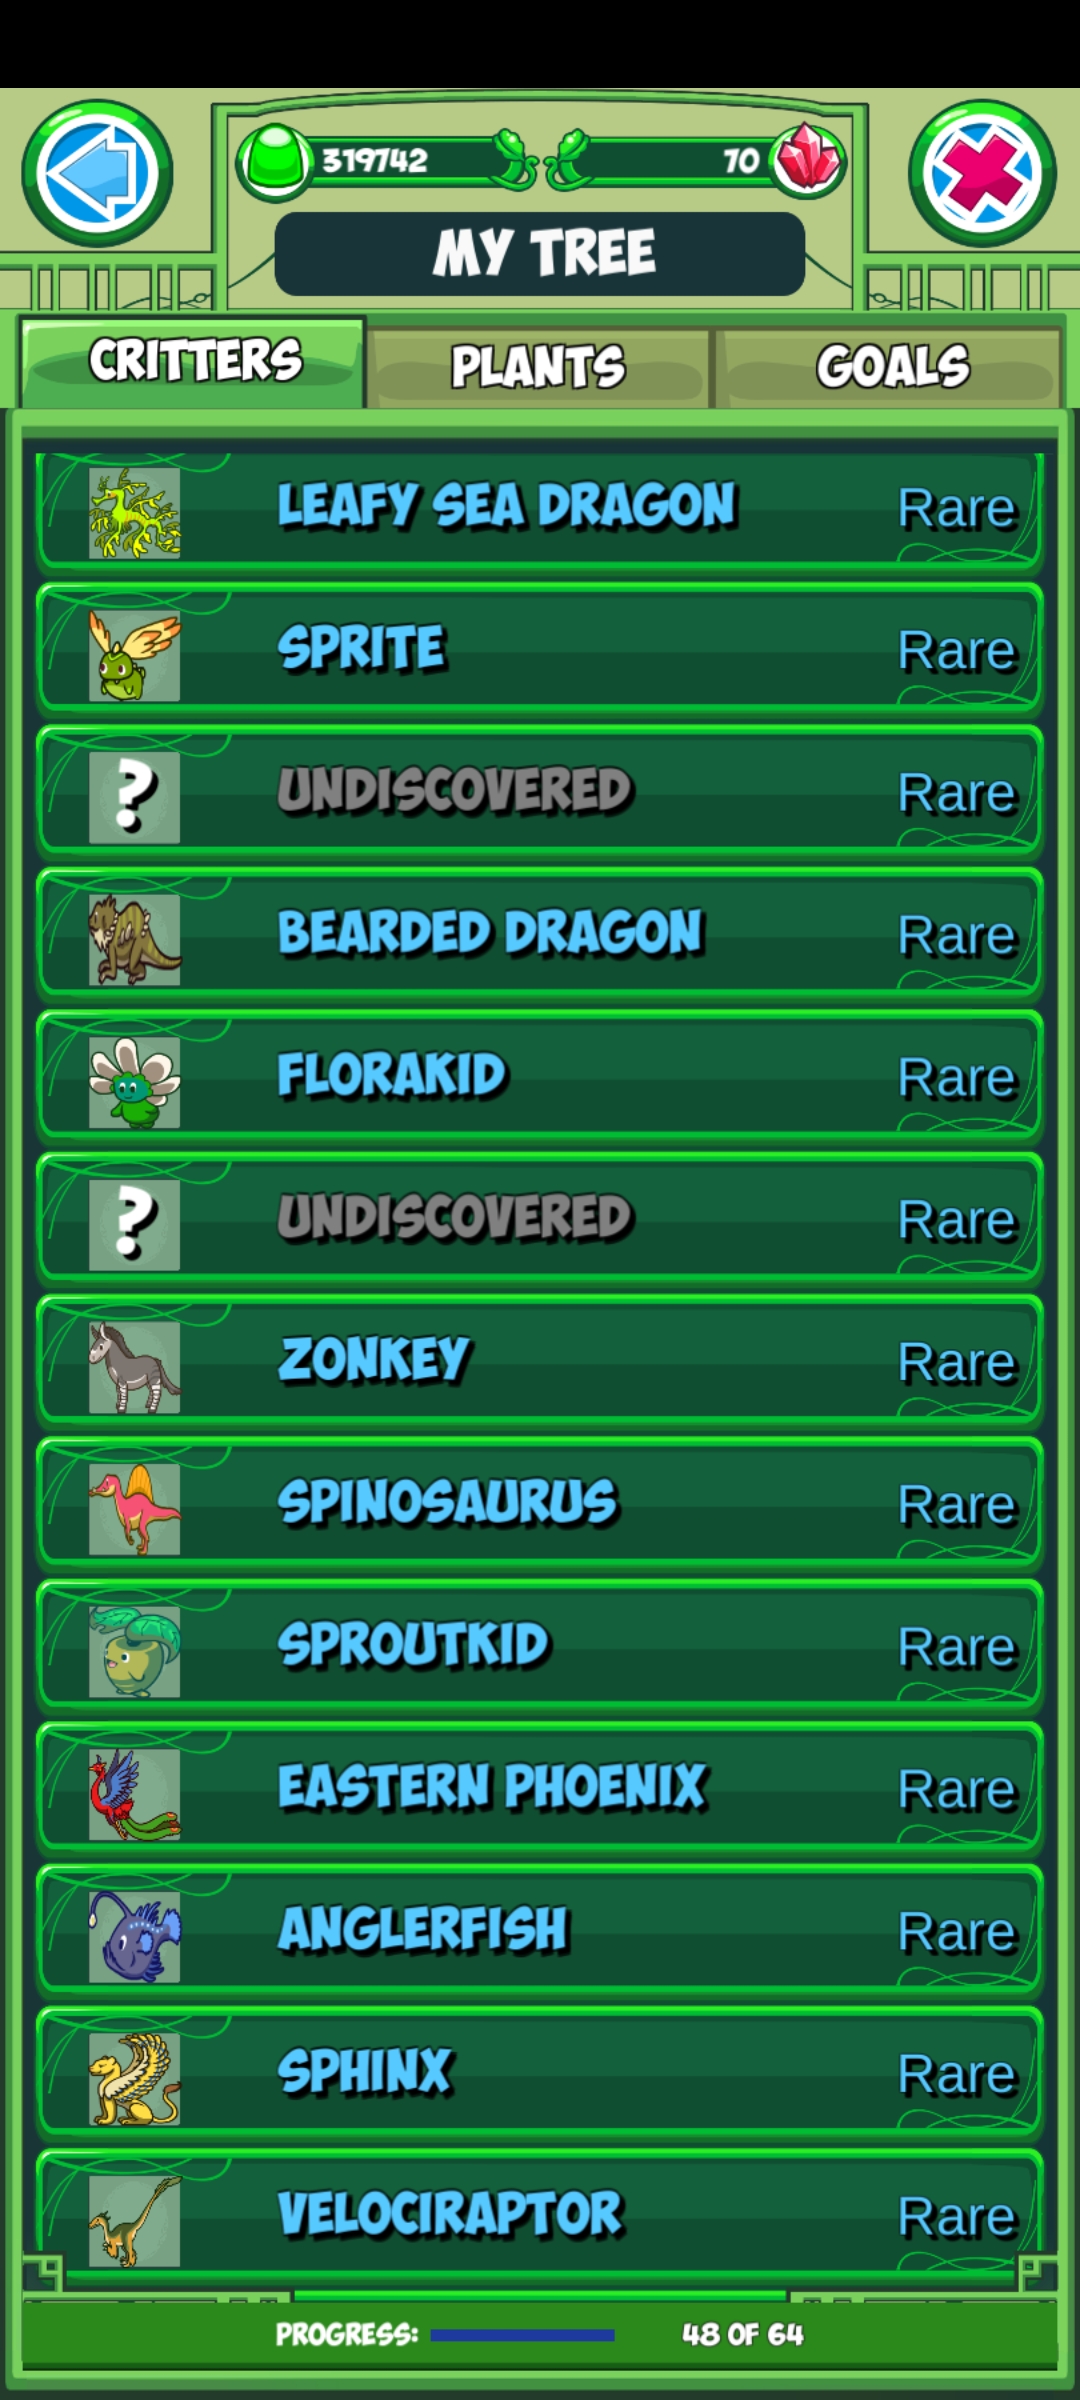 319742
70
MY TREE
CRITTERS
PLANTS
GOALS
LEAFY SEA DRAGON Rare
SPRITE Rare
? UNDISCOVERED Rare
BEARDED DRAGON Rare
FLORAKID Rare
? UNDISCOVERED Rare
ZONKEY Rare
SPINOSAURUS Rare
SPROUTKID Rare
EASTERN PHOENIX Rare
ANGLERFISH Rare
SPHINX Rare
VELOCIRAPTOR Rare
PROGRESS: 48 OF 64